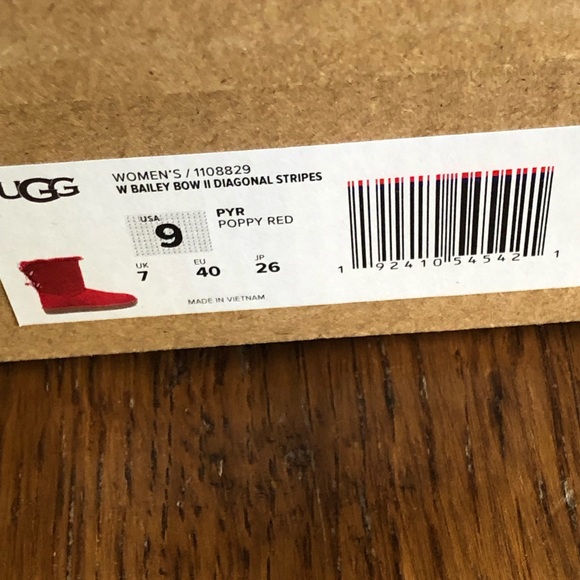 UGG
WOMEN'S / 1108829
W BAILEY BOW II DIAGONAL STRIPES
USA
9
PYR
POPPY RED
UK
7
EU
40
JP
26
MADE IN VIETNAM
1 92410 54542 1